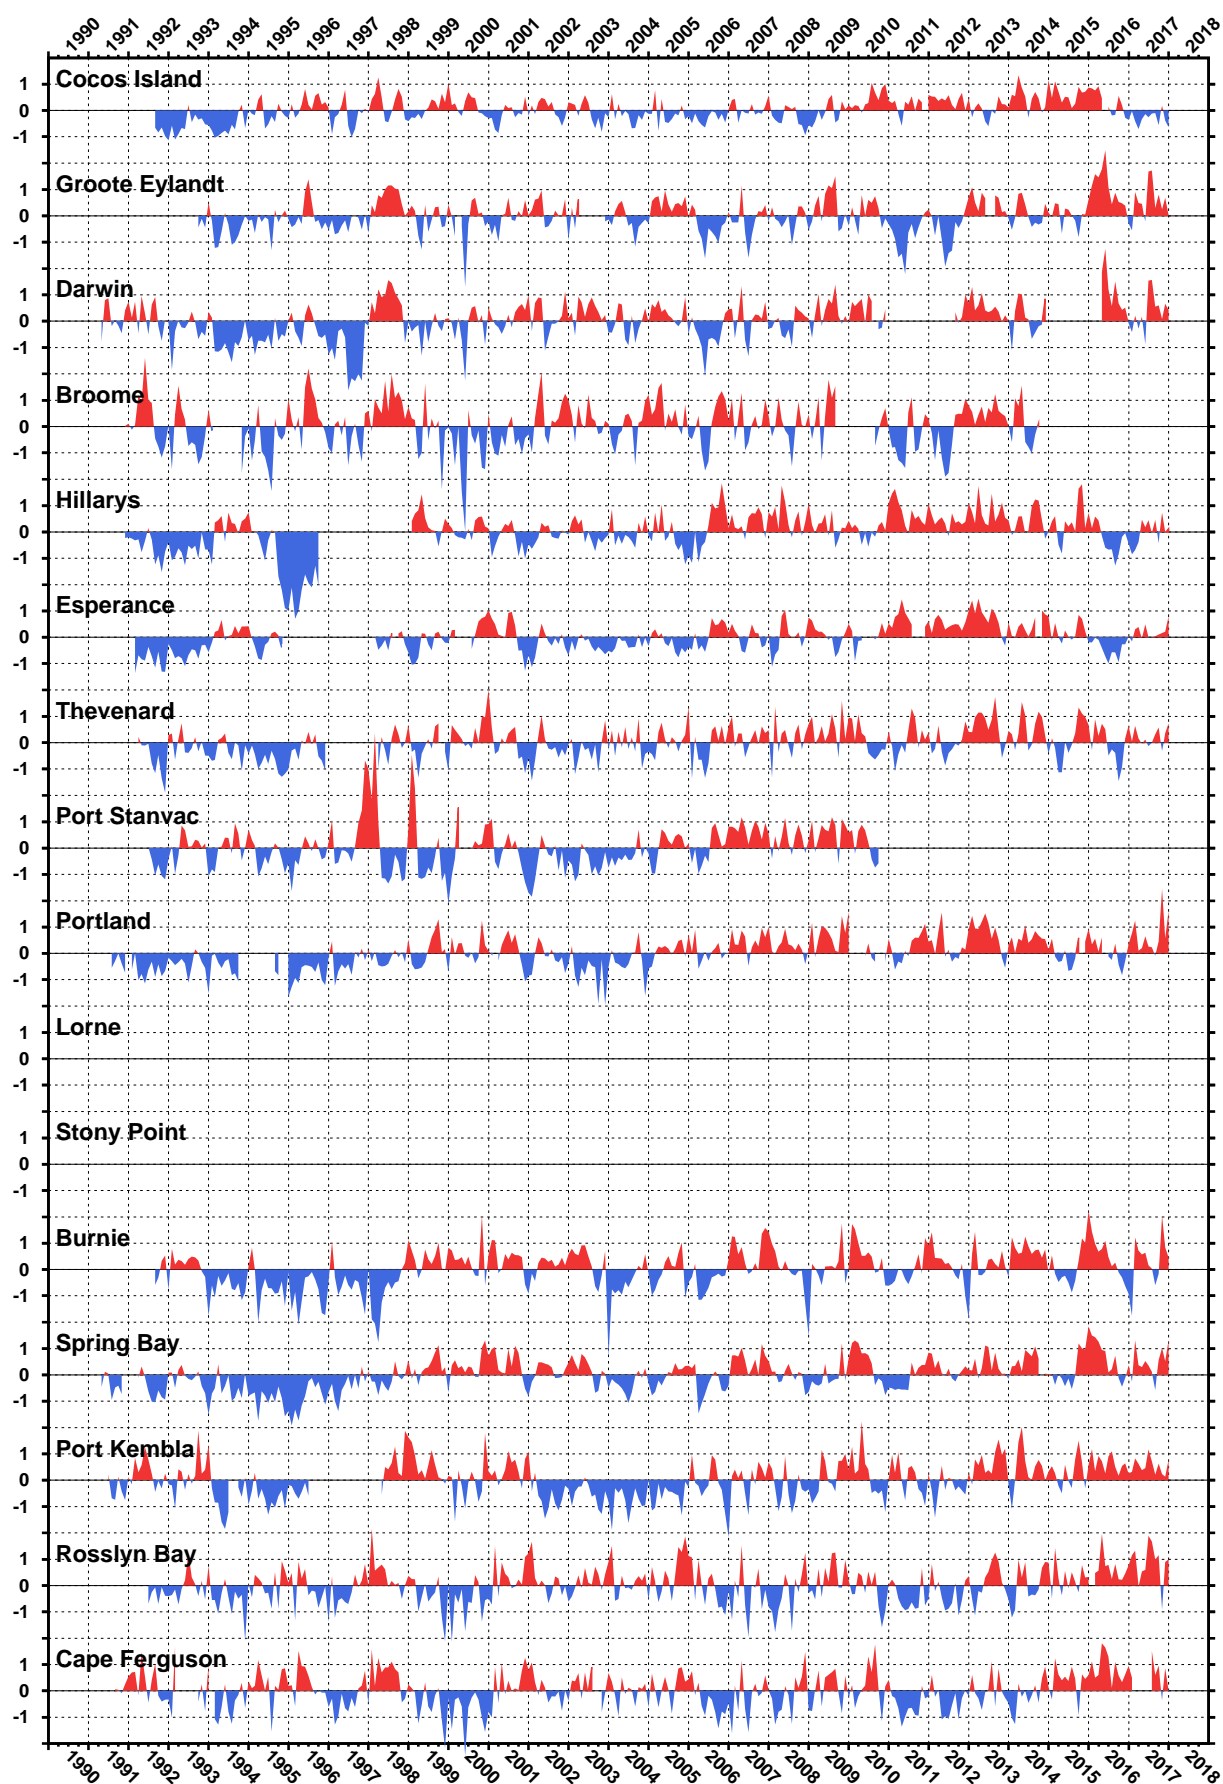 1990 1991 1992 1993 1994 1995 1996 1997 1998 1999 2000 2001 2002 2003 2004 2005 2006 2007 2008 2009 2010 2011 2012 2013 2014 2015 2016 2017 2018
Cocos Island
1
0
-1
Groote Eylandt
1
0
-1
Darwin
1
0
-1
Broome
1
0
-1
Hillarys
1
0
-1
Esperance
1
0
-1
Thevenard
1
0
-1
Port Stanvac
1
0
-1
Portland
1
0
-1
Lorne
1
0
-1
Stony Point
1
0
-1
Burnie
1
0
-1
Spring Bay
1
0
-1
Port Kembla
1
0
-1
Rosslyn Bay
1
0
-1
Cape Ferguson
1
0
-1
1990 1991 1992 1993 1994 1995 1996 1997 1998 1999 2000 2001 2002 2003 2004 2005 2006 2007 2008 2009 2010 2011 2012 2013 2014 2015 2016 2017 2018